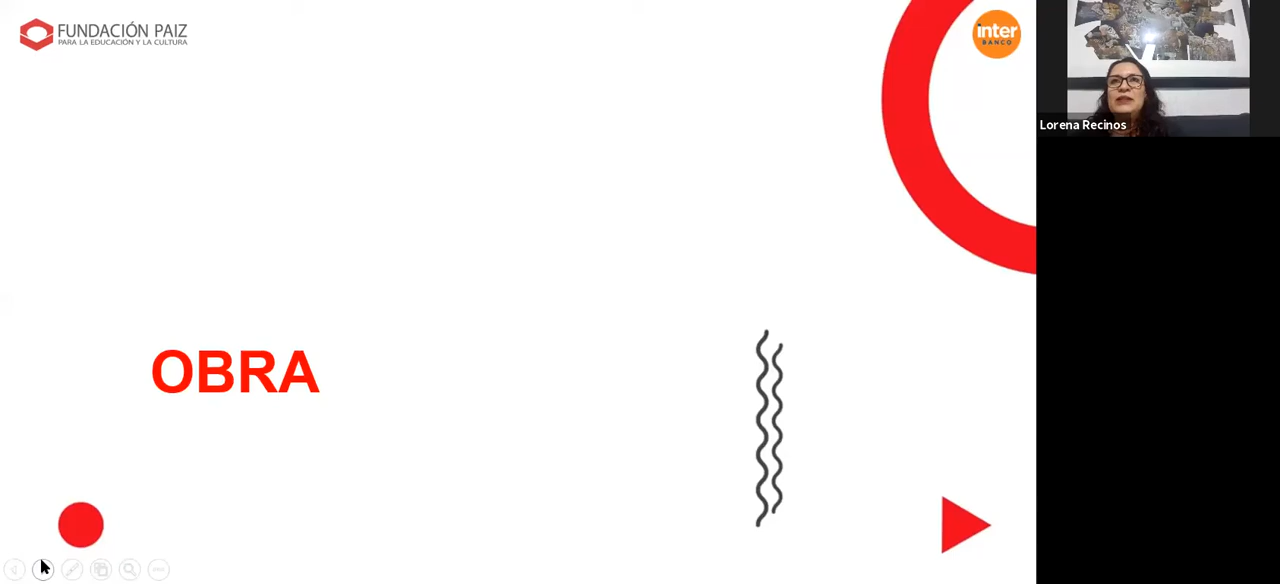 FUNDACIÓN PAIZ
PARA LA EDUCACIÓN Y LA CULTURA
inter
BANCO
Lorena Recinos
OBRA